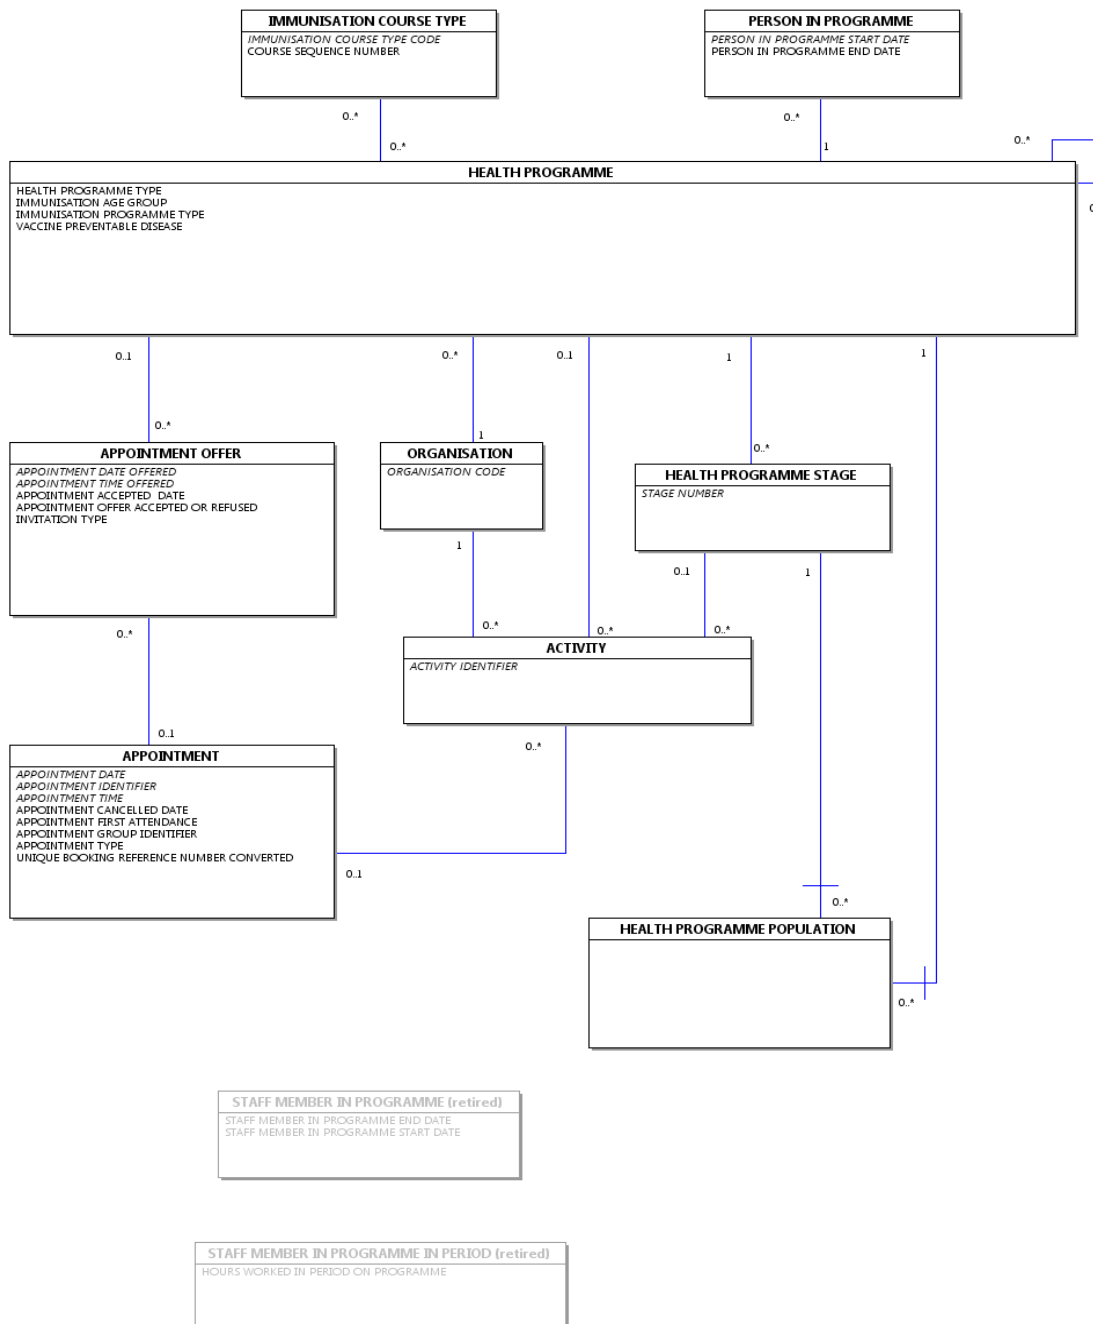 IMMUNISATION COURSE TYPE
IMMUNISATION COURSE TYPE CODE
COURSE SEQUENCE NUMBER
PERSON IN PROGRAMME
PERSON IN PROGRAMME START DATE
PERSON IN PROGRAMME END DATE
0..*
0..*
0..*
1
0..*
HEALTH PROGRAMME
HEALTH PROGRAMME TYPE
IMMUNISATION AGE GROUP
IMMUNISATION PROGRAMME TYPE
VACCINE PREVENTABLE DISEASE
0..1
0..*
0..1
1
1
0..*
1
0..*
APPOINTMENT OFFER
APPOINTMENT DATE OFFERED
APPOINTMENT TIME OFFERED
APPOINTMENT ACCEPTED DATE
APPOINTMENT OFFER ACCEPTED OR REFUSED
INVITATION TYPE
ORGANISATION
ORGANISATION CODE
HEALTH PROGRAMME STAGE
STAGE NUMBER
1
0..1
1
0..*
0..*
0..*
0..*
ACTIVITY
ACTIVITY IDENTIFIER
0..1
0..*
APPOINTMENT
APPOINTMENT DATE
APPOINTMENT IDENTIFIER
APPOINTMENT TIME
APPOINTMENT CANCELLED DATE
APPOINTMENT FIRST ATTENDANCE
APPOINTMENT GROUP IDENTIFIER
APPOINTMENT TYPE
UNIQUE BOOKING REFERENCE NUMBER CONVERTED
0..1
0..*
HEALTH PROGRAMME POPULATION
0..*
STAFF MEMBER IN PROGRAMME (retired)
STAFF MEMBER IN PROGRAMME END DATE
STAFF MEMBER IN PROGRAMME START DATE
STAFF MEMBER IN PROGRAMME IN PERIOD (retired)
HOURS WORKED IN PERIOD ON PROGRAMME